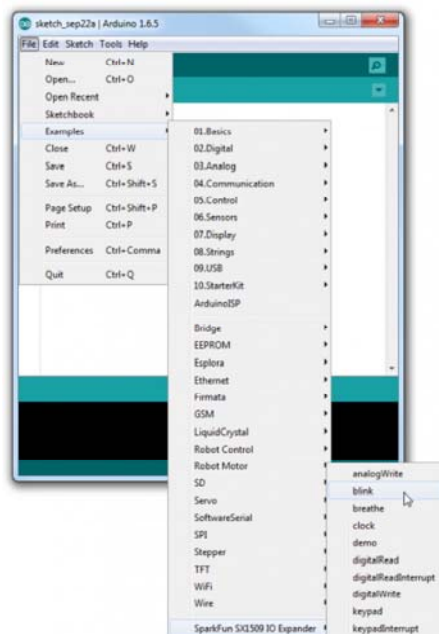 sketch_sep22a | Arduino 1.6.5
File Edit Sketch Tools Help
New Ctrl+N
Open... Ctrl+O
Open Recent
Sketchbook
Examples
Close Ctrl+W
Save Ctrl+S
Save As... Ctrl+Shift+S
Page Setup Ctrl+Shift+P
Print Ctrl+P
Preferences Ctrl+Comma
Quit Ctrl+Q
01.Basics
02.Digital
03.Analog
04.Communication
05.Control
06.Sensors
07.Display
08.Strings
09.USB
10.StarterKit
ArduinoISP
Bridge
EEPROM
Esplora
Ethernet
Firmata
GSM
LiquidCrystal
Robot Control
Robot Motor
SD
Servo
SoftwareSerial
SPI
Stepper
TFT
WiFi
Wire
SparkFun SX1509 IO Expander
analogWrite
blink
breathe
clock
demo
digitalRead
digitalReadInterrupt
digitalWrite
keypad
keypadInterrupt